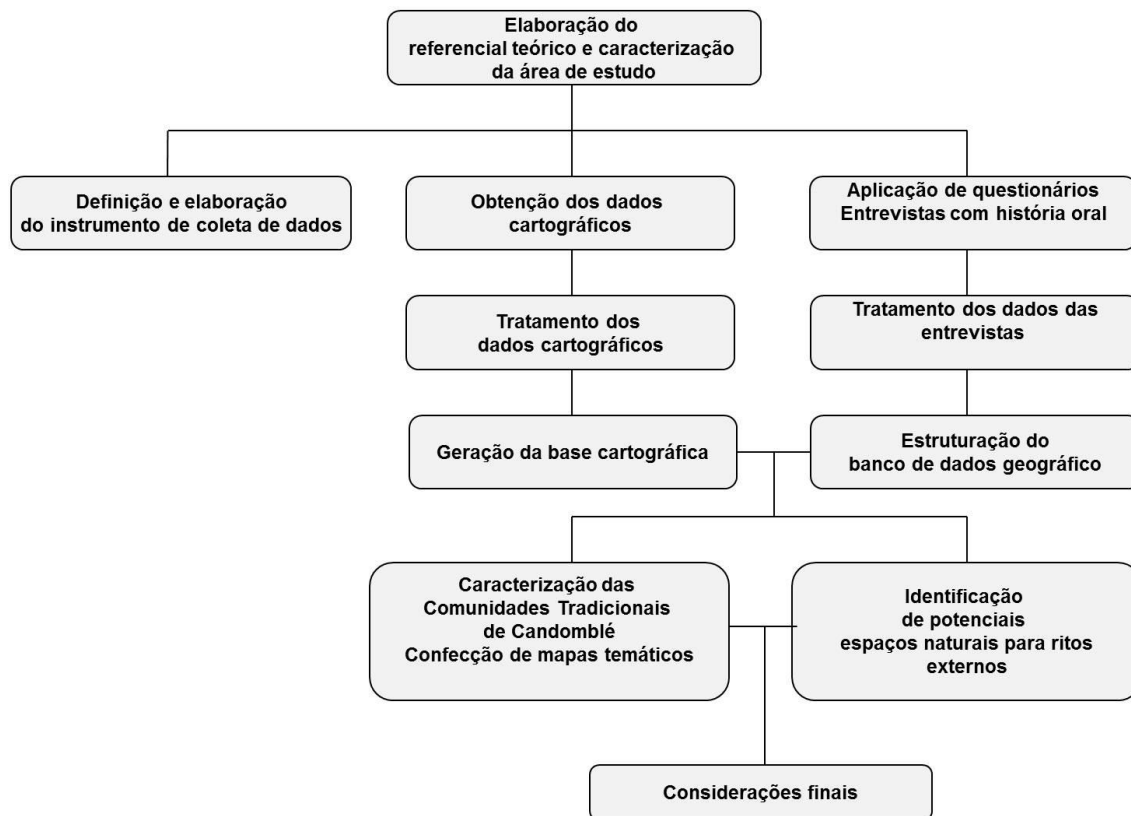 Elaboração do
referencial teórico e caracterização
da área de estudo
Definição e elaboração
do instrumento de coleta de dados
Obtenção dos dados
cartográficos
Aplicação de questionários
Entrevistas com história oral
Tratamento dos
dados cartográficos
Tratamento dos dados das
entrevistas
Geração da base cartográfica
Estruturação do
banco de dados geográfico
Caracterização das
Comunidades Tradicionais
de Candomblé
Confecção de mapas temáticos
Identificação
de potenciais
espaços naturais para ritos
externos
Considerações finais